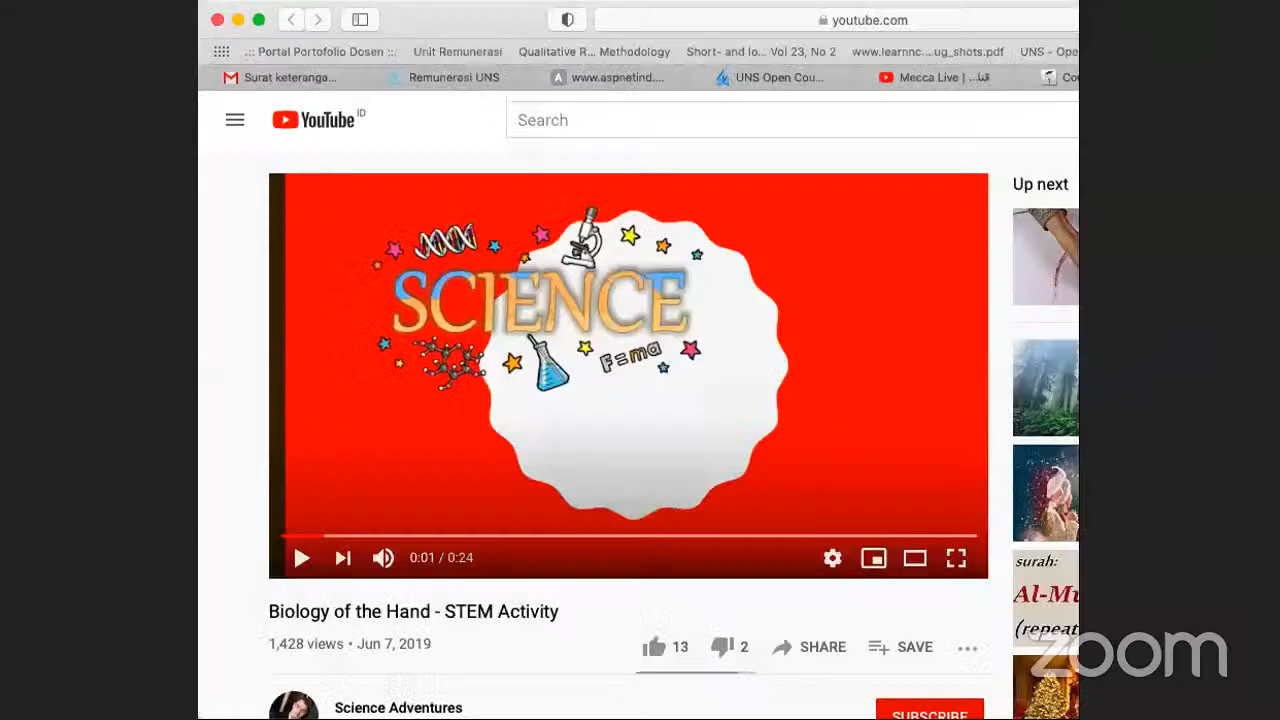 youtube.com
.:: Portal Portofolio Dosen ::. Unit Remunerasi Qualitative R... Methodology Short- and lo... Vol 23, No 2 www.learnnc....ug_shots.pdf UNS - Ope
Surat keteranga... Remunerasi UNS www.aspnetind.... UNS Open Cou... Mecca Live | ...قنا Cou
YouTube ID
Search
Up next
SCIENCE
F=ma
0:01 / 0:24
surah:
Al-Mu
(repeat
Biology of the Hand - STEM Activity
1,428 views • Jun 7, 2019
13 2 SHARE SAVE
zoom
Science Adventures
SUBSCRIBE